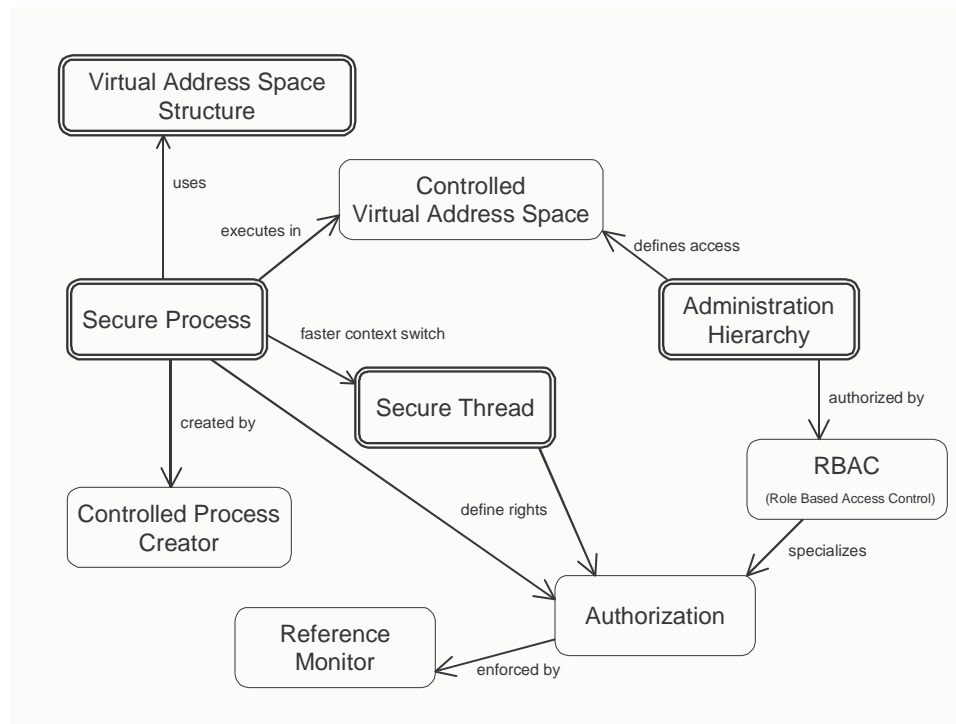 Virtual Address Space
Structure
uses
Controlled
Virtual Address Space
executes in
defines access
Secure Process
Administration
Hierarchy
faster context switch
Secure Thread
authorized by
created by
RBAC
(Role Based Access Control)
Controlled Process
Creator
define rights
specializes
Authorization
Reference
Monitor
enforced by